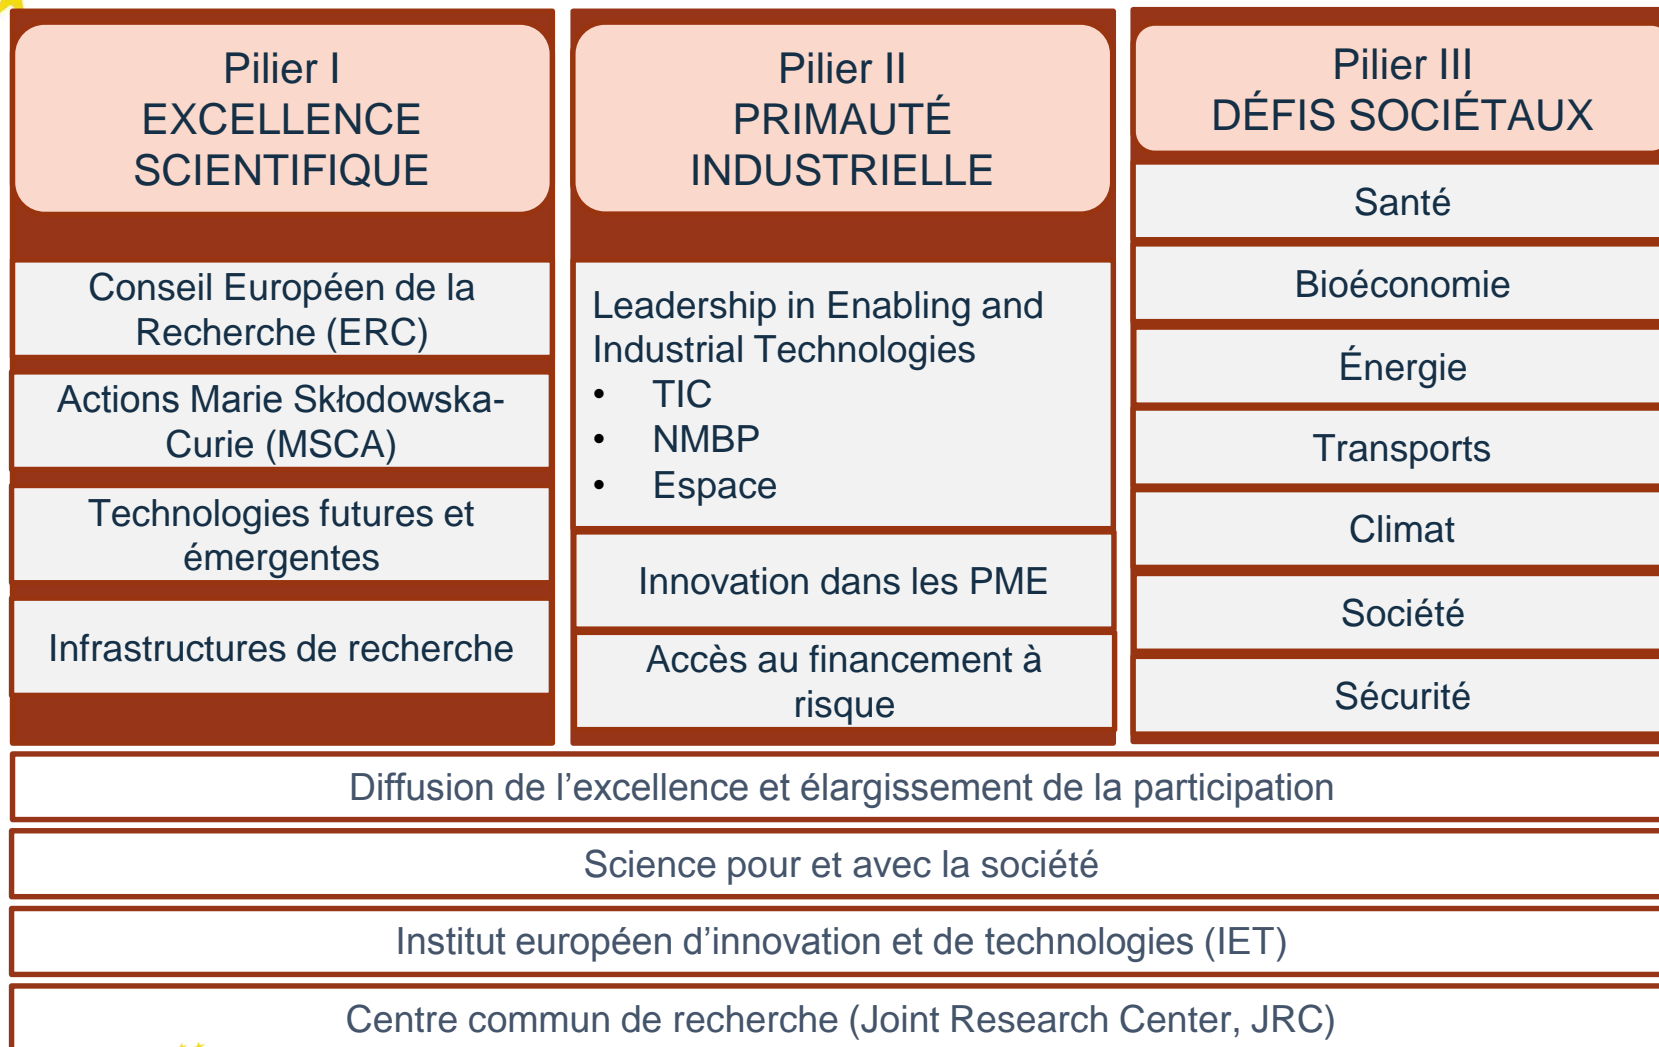 Pilier I
EXCELLENCE
SCIENTIFIQUE
Conseil Européen de la
Recherche (ERC)
Actions Marie Skłodowska-
Curie (MSCA)
Technologies futures et
émergentes
Infrastructures de recherche
Pilier II
PRIMAUTÉ
INDUSTRIELLE
Leadership in Enabling and
Industrial Technologies
• TIC
• NMBP
• Espace
Innovation dans les PME
Accès au financement à
risque
Pilier III
DÉFIS SOCIÉTAUX
Santé
Bioéconomie
Énergie
Transports
Climat
Société
Sécurité
Diffusion de l’excellence et élargissement de la participation
Science pour et avec la société
Institut européen d’innovation et de technologies (IET)
Centre commun de recherche (Joint Research Center, JRC)